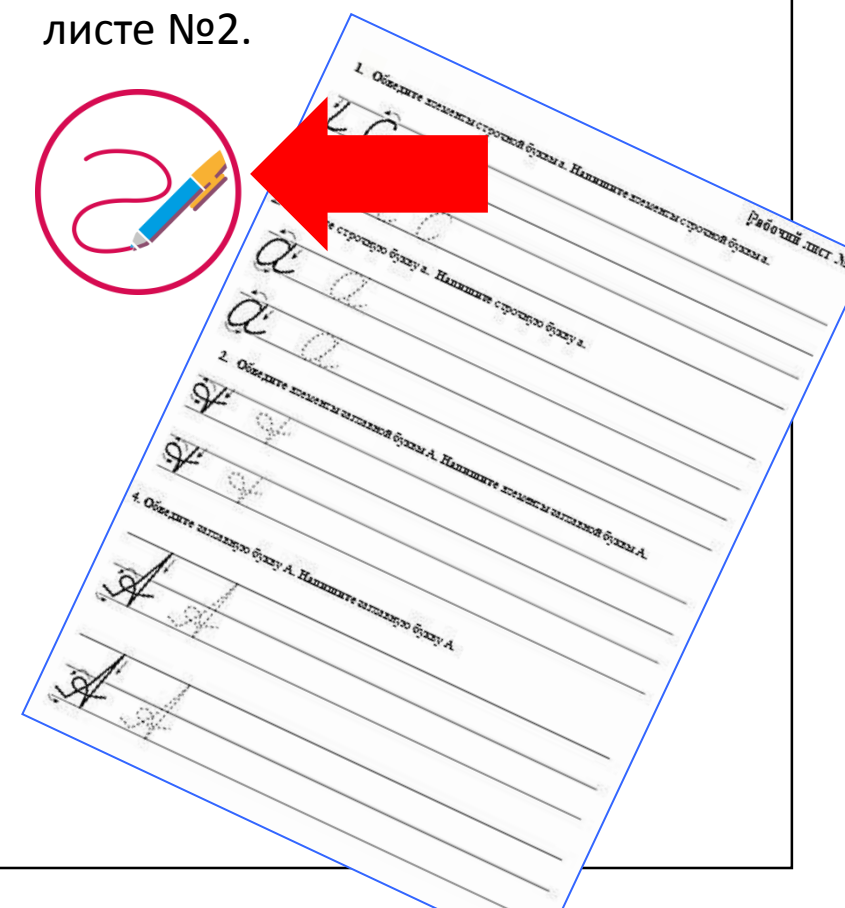 листе №2.
Рабочий лист №
1. Обведите элементы строчной буквы а. Напишите элементы строчной буквы а.
строчную букву а. Напишите строчную букву а.
а а
а а
2. Обведите элементы заглавной буквы А. Напишите элементы заглавной буквы А.
4. Обведите заглавную букву А. Напишите заглавную букву А.
А А
А А